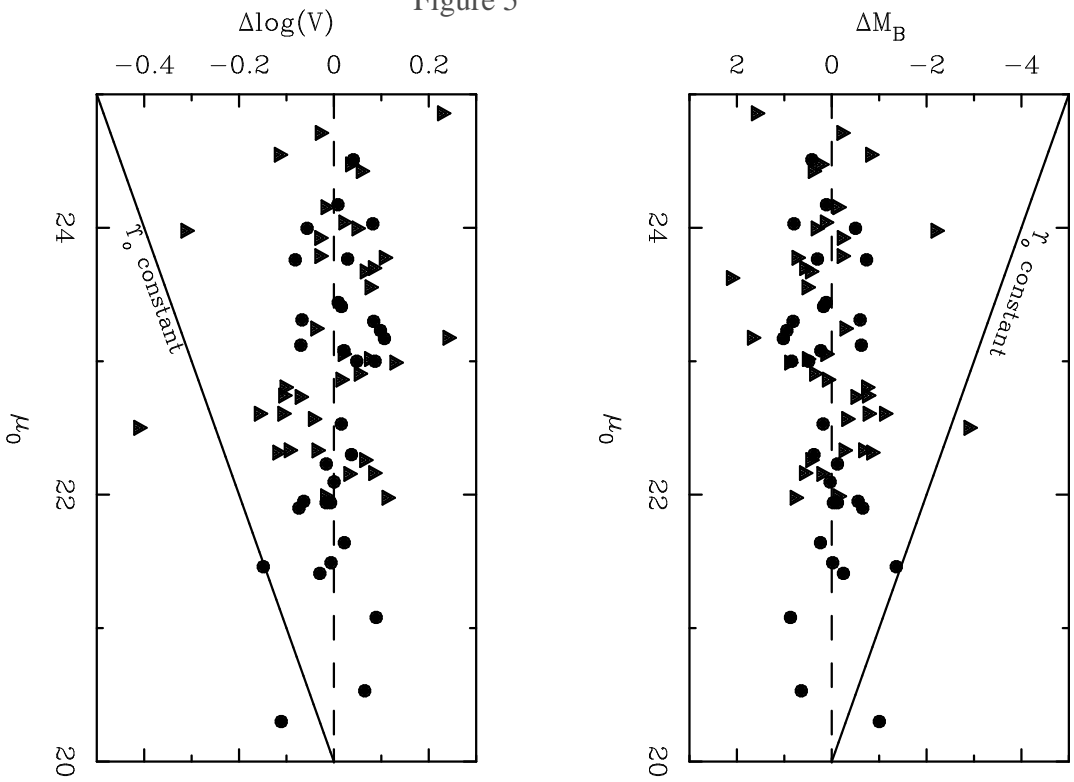 Figure 5
Δlog(V)
−0.4 −0.2 0 0.2
24
22
20
μ₀
ϒₒ constant
ΔM_B
2 0 −2 −4
24
22
20
μ₀
ϒₒ constant